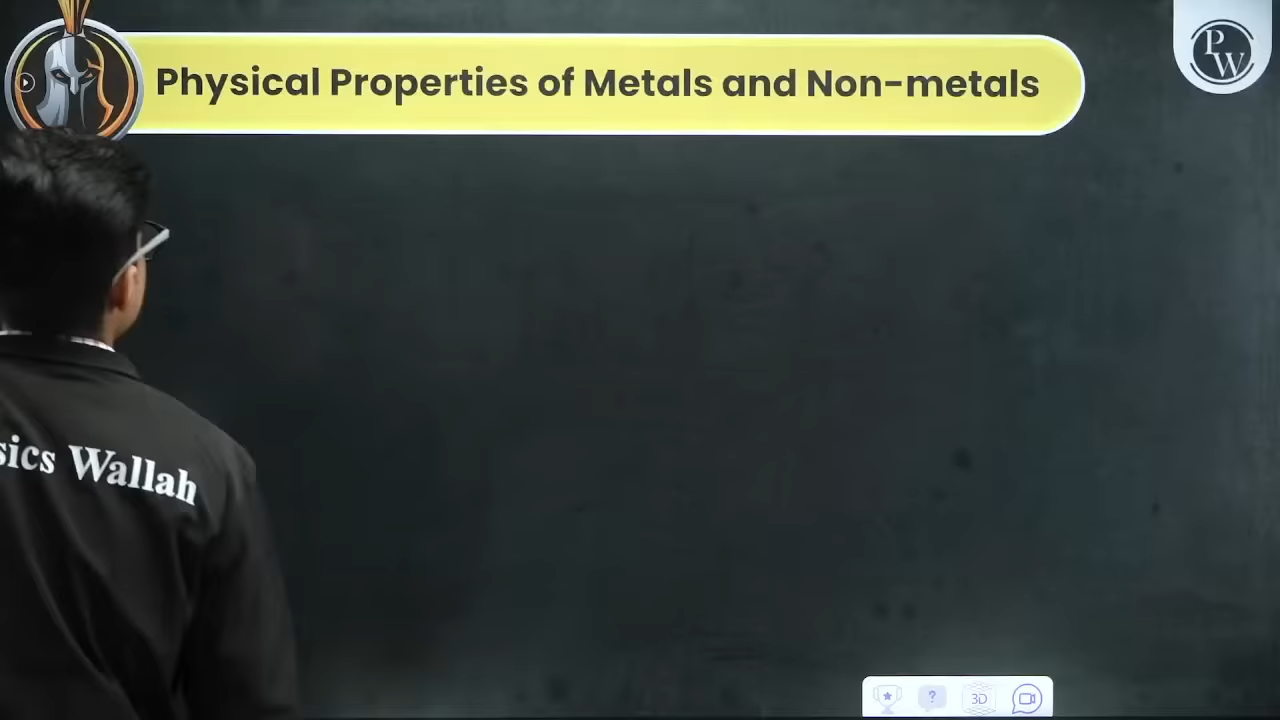 Physical Properties of Metals and Non-metals
PW
sics Wallah
?
3D